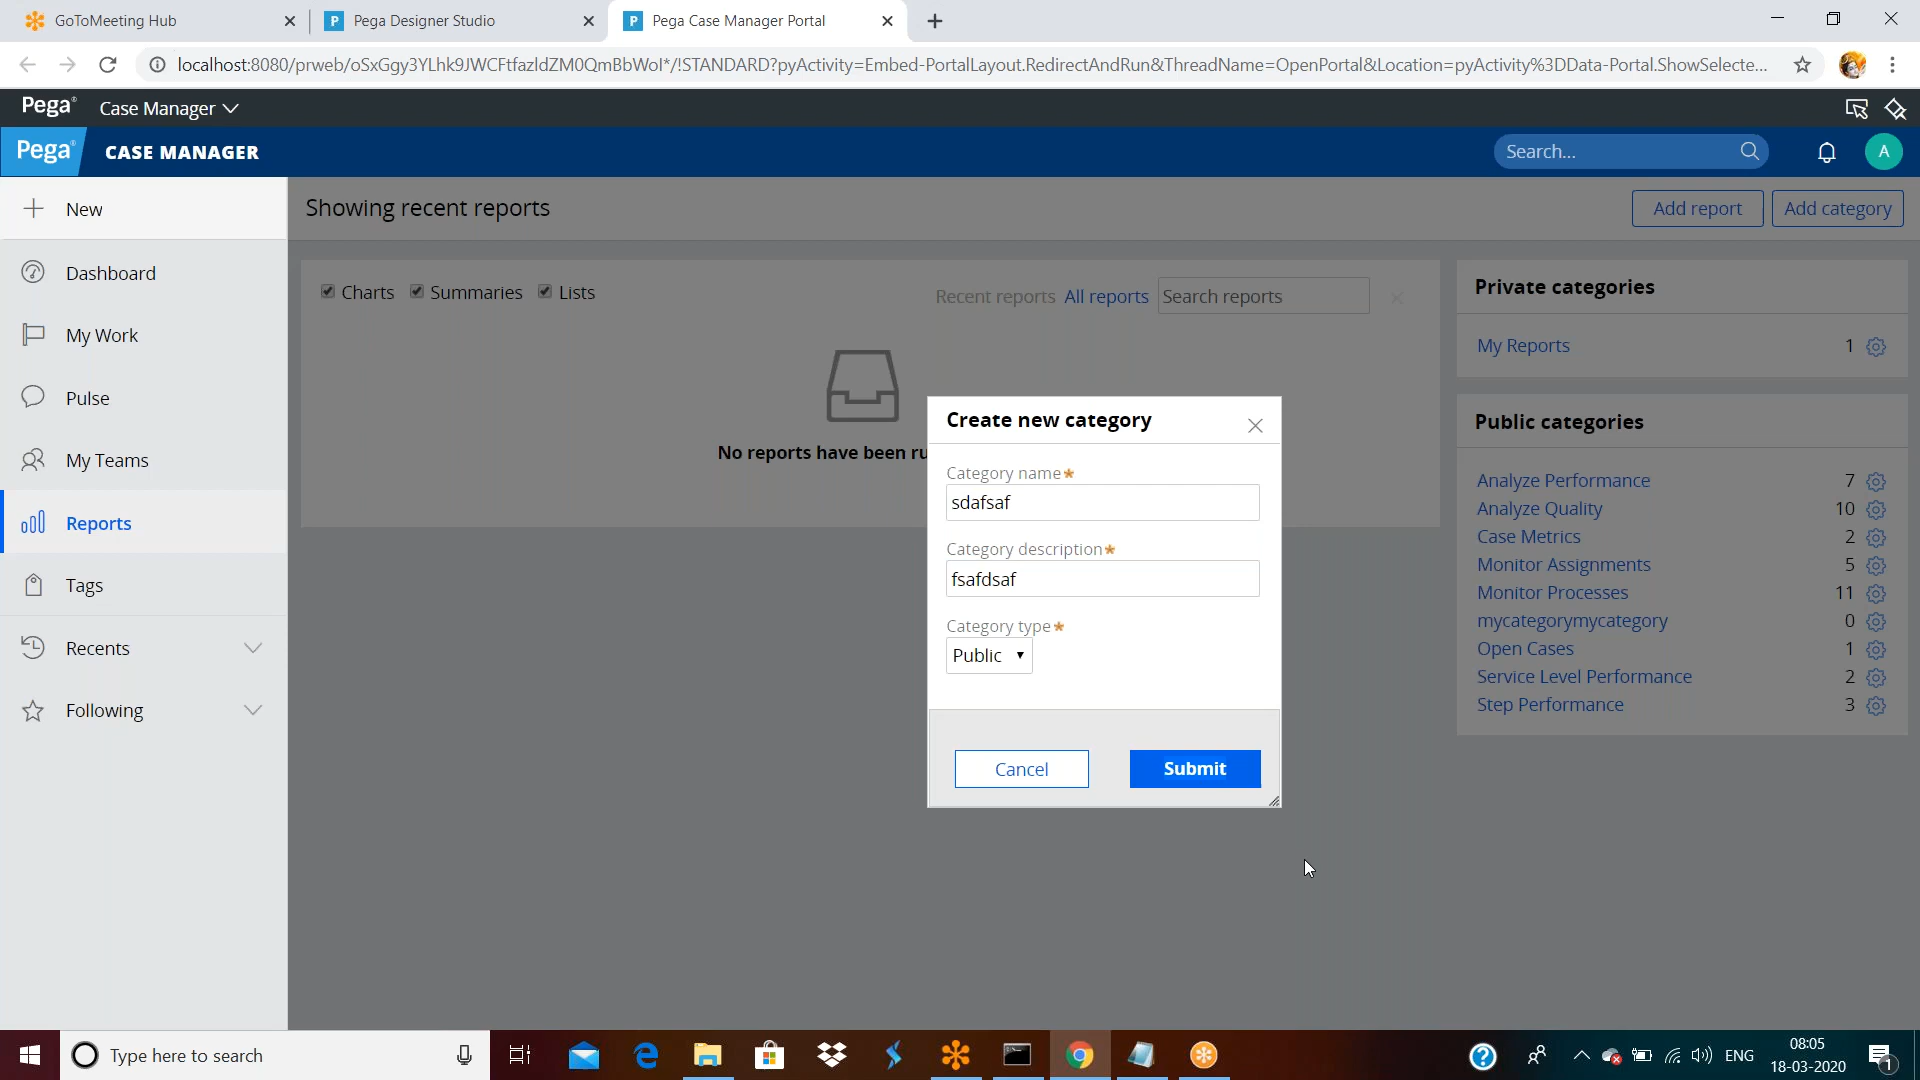 GoToMeeting Hub
P Pega Designer Studio
P Pega Case Manager Portal
localhost:8080/prweb/oSxGgy3YLhk9JWCFtfazldZM0QmBbWoI*/!STANDARD?pyActivity=Embed-PortalLayout.RedirectAndRun&ThreadName=OpenPortal&Location=pyActivity%3DData-Portal.ShowSelecte...
Pega Case Manager
Pega CASE MANAGER
Search...
A
New
Dashboard
My Work
Pulse
My Teams
Reports
Tags
Recents
Following
Showing recent reports
Add report
Add category
Charts
Summaries
Lists
Recent reports
All reports
Search reports
No reports have been ru
Create new category
Category name*
sdafsaf
Category description*
fsafdsaf
Category type*
Public
Cancel
Submit
Private categories
My Reports 1
Public categories
Analyze Performance 7
Analyze Quality 10
Case Metrics 2
Monitor Assignments 5
Monitor Processes 11
mycategorymycategory 0
Open Cases 1
Service Level Performance 2
Step Performance 3
Type here to search
ENG
08:05
18-03-2020
1